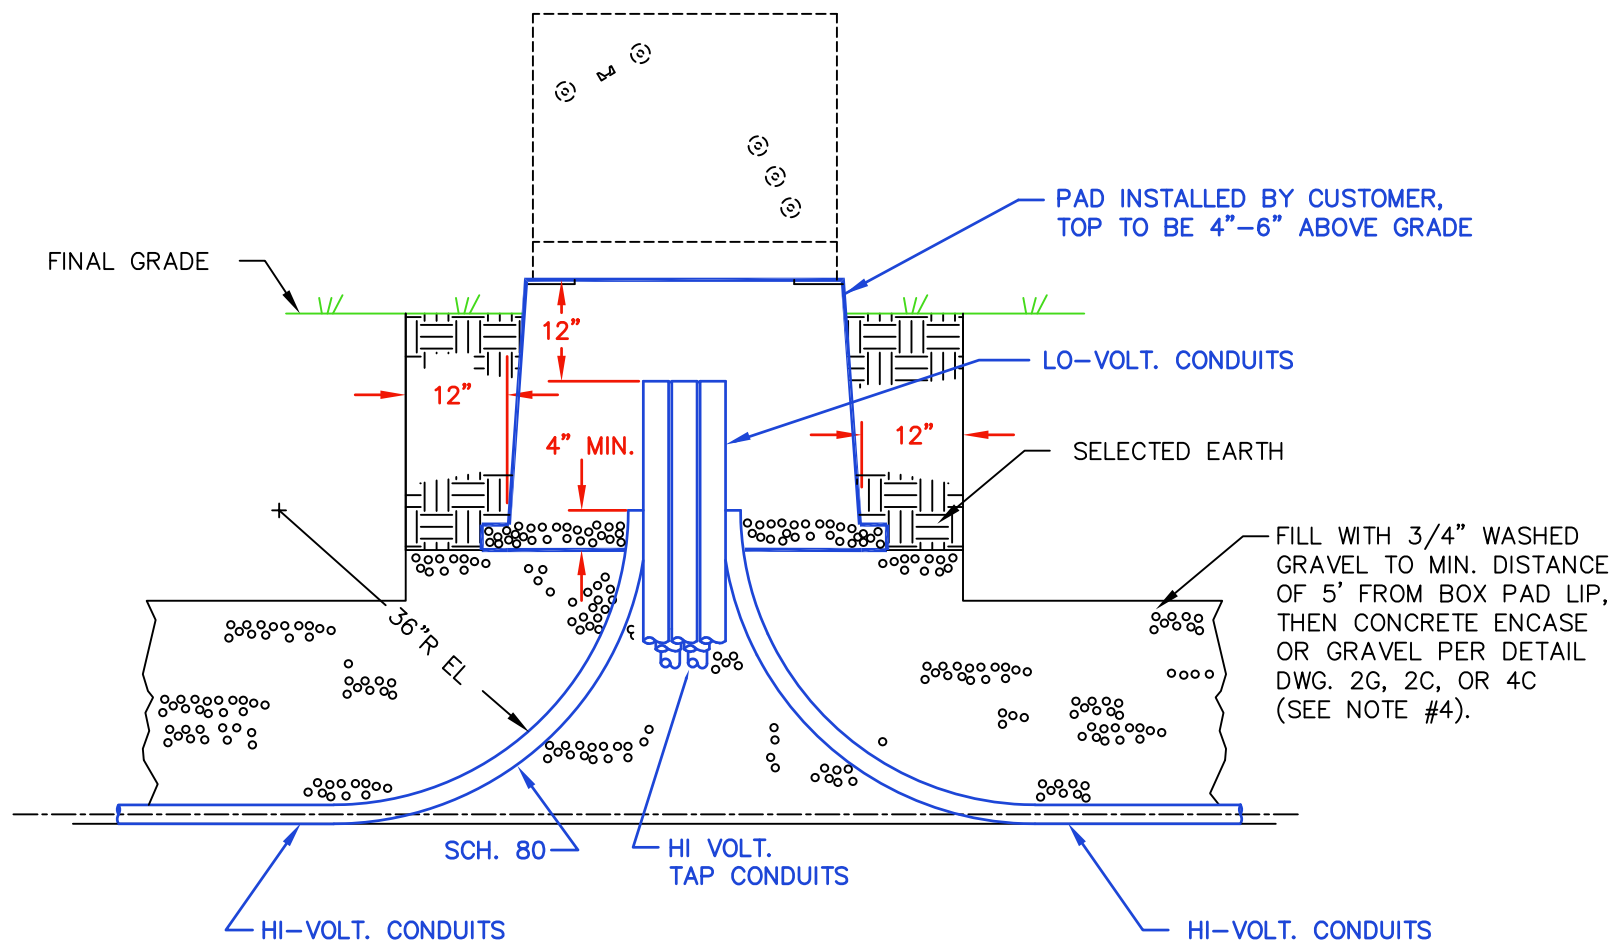 PAD INSTALLED BY CUSTOMER,
TOP TO BE 4”–6” ABOVE GRADE
FINAL GRADE
12”
LO–VOLT. CONDUITS
12”
12”
4” MIN.
SELECTED EARTH
FILL WITH 3/4” WASHED
GRAVEL TO MIN. DISTANCE
OF 5’ FROM BOX PAD LIP,
THEN CONCRETE ENCASE
OR GRAVEL PER DETAIL
DWG. 2G, 2C, OR 4C
(SEE NOTE #4).
36”R EL
SCH. 80
HI VOLT.
TAP CONDUITS
HI–VOLT. CONDUITS
HI–VOLT. CONDUITS